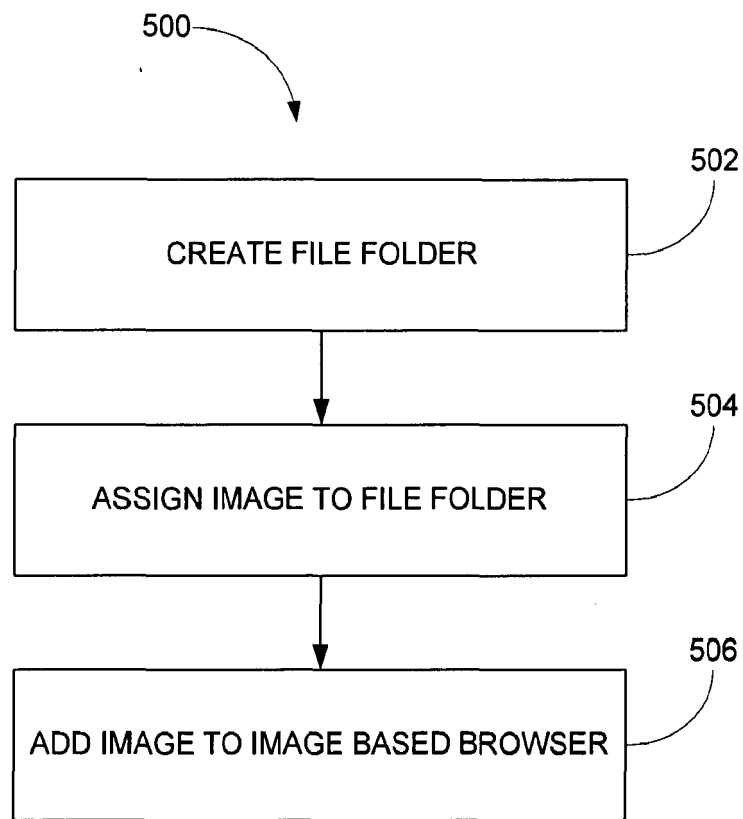 500
502
CREATE FILE FOLDER
504
ASSIGN IMAGE TO FILE FOLDER
506
ADD IMAGE TO IMAGE BASED BROWSER